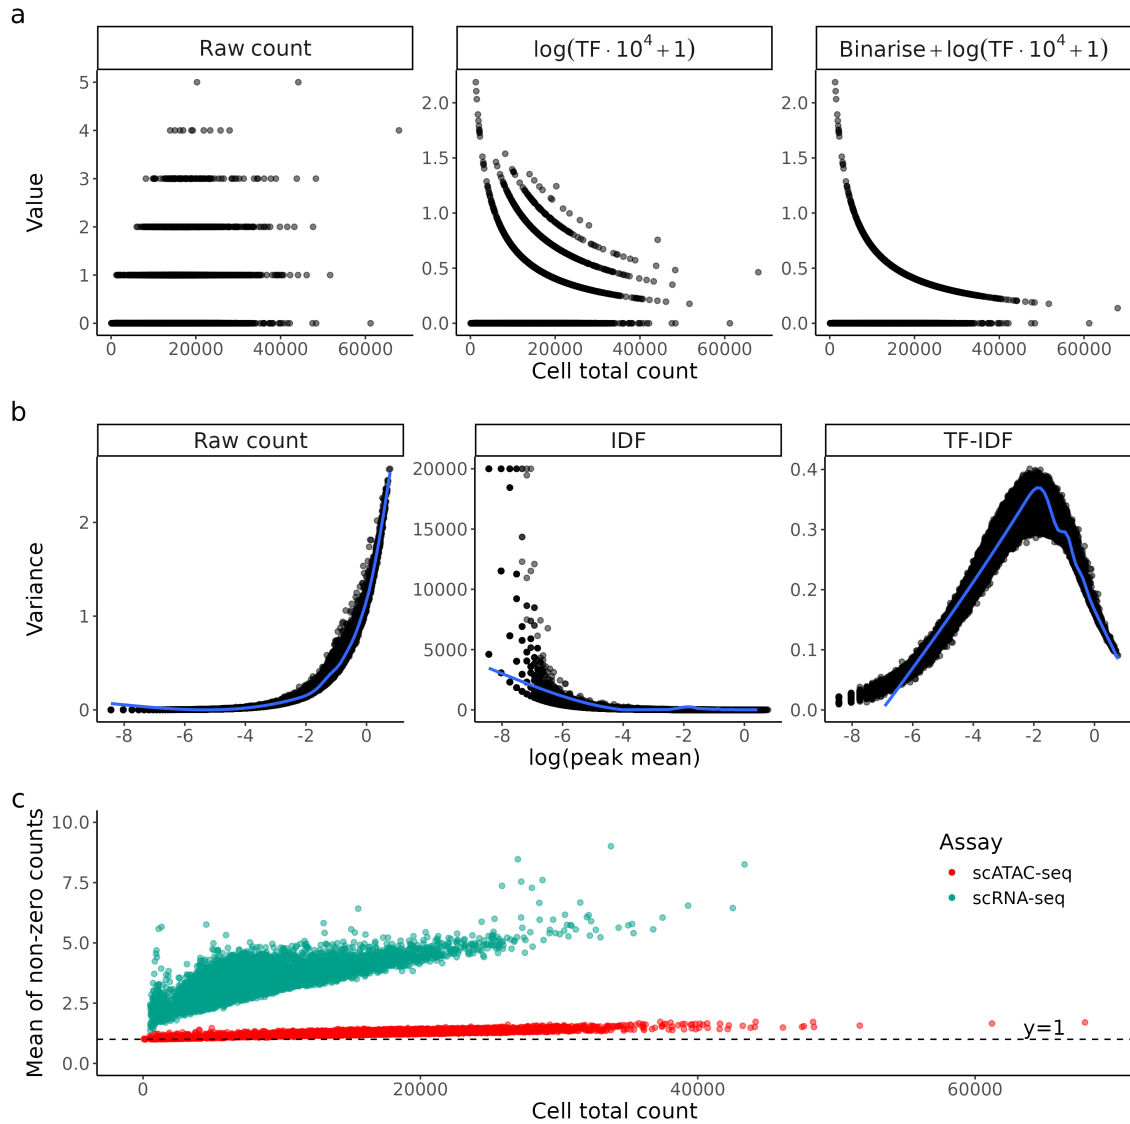 a
Raw count
log(TF · 10⁴ + 1)
Binarise + log(TF · 10⁴ + 1)
Value
5
4
3
2
1
0
0 20000 40000 60000
2.0
1.5
1.0
0.5
0.0
0 20000 40000 60000
2.0
1.5
1.0
0.5
0.0
0 20000 40000 60000
Cell total count
b
Raw count
IDF
TF-IDF
Variance
2
1
0
-8 -6 -4 -2 0
20000
15000
10000
5000
0
-8 -6 -4 -2 0
0.4
0.3
0.2
0.1
0.0
-8 -6 -4 -2 0
log(peak mean)
c
Mean of non-zero counts
10.0
7.5
5.0
2.5
0.0
Assay
scATAC-seq
scRNA-seq
y=1
0 20000 40000 60000
Cell total count